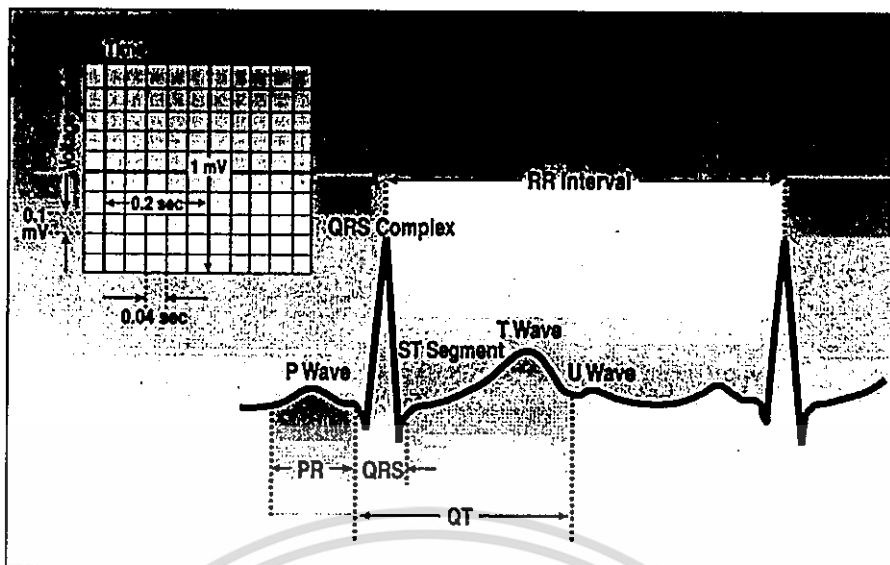 Time
Voltage
1 mV
0.2 sec
0.1
mV
0.04 sec
RR Interval
QRS Complex
T Wave
ST Segment
P Wave
U Wave
PR
QRS
QT